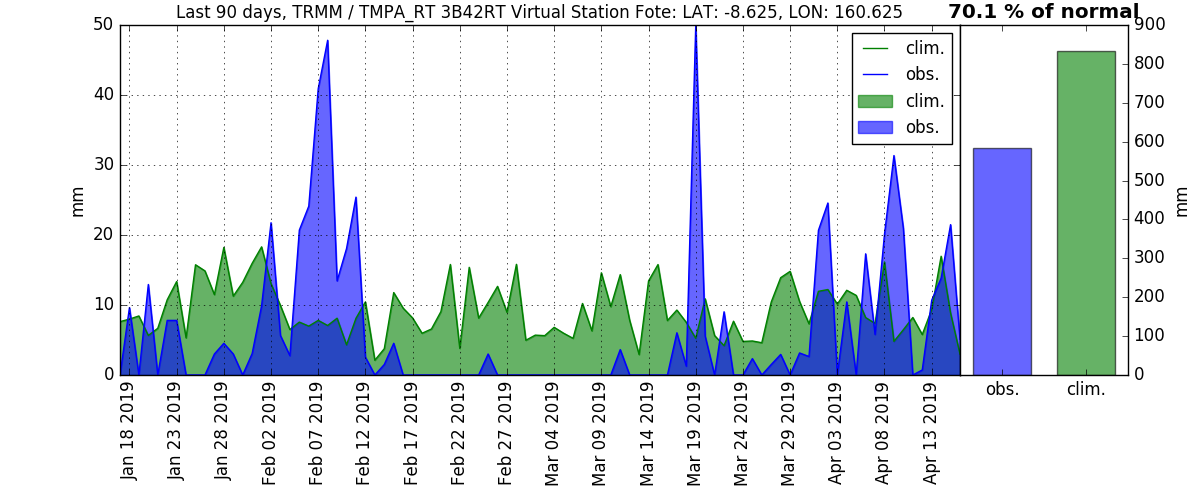 Last 90 days, TRMM / TMPA_RT 3B42RT Virtual Station Fote: LAT: -8.625, LON: 160.625
70.1 % of normal
50
40
30
20
10
0
mm
clim.
obs.
clim.
obs.
900
800
700
600
500
400
300
200
100
0
mm
Jan 18 2019
Jan 23 2019
Jan 28 2019
Feb 02 2019
Feb 07 2019
Feb 12 2019
Feb 17 2019
Feb 22 2019
Feb 27 2019
Mar 04 2019
Mar 09 2019
Mar 14 2019
Mar 19 2019
Mar 24 2019
Mar 29 2019
Apr 03 2019
Apr 08 2019
Apr 13 2019
obs.
clim.